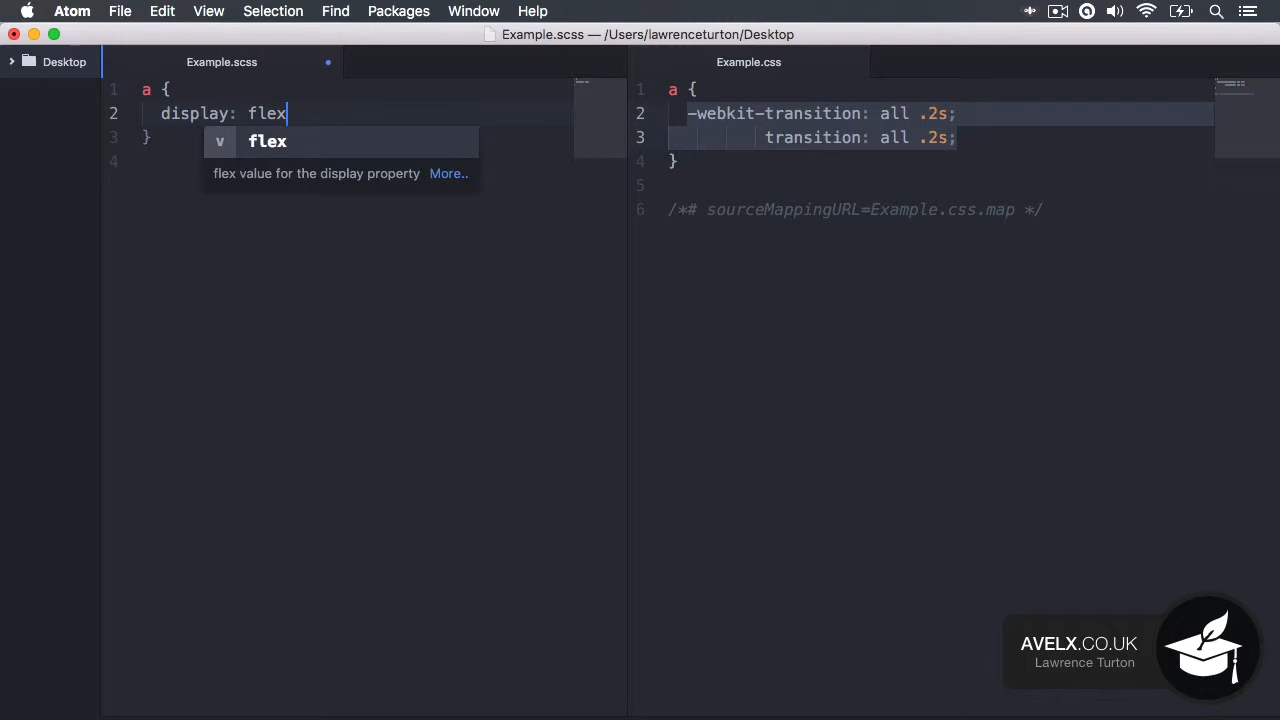 Atom File Edit View Selection Find Packages Window Help
Example.scss — /Users/lawrenceturton/Desktop
Desktop
Example.scss
1 a {
2 display: flex
3 }
4
v flex
flex value for the display property More..
Example.css
1 a {
2 -webkit-transition: all .2s;
3 transition: all .2s;
4 }
5
6 /*# sourceMappingURL=Example.css.map */
AVELX.CO.UK
Lawrence Turton